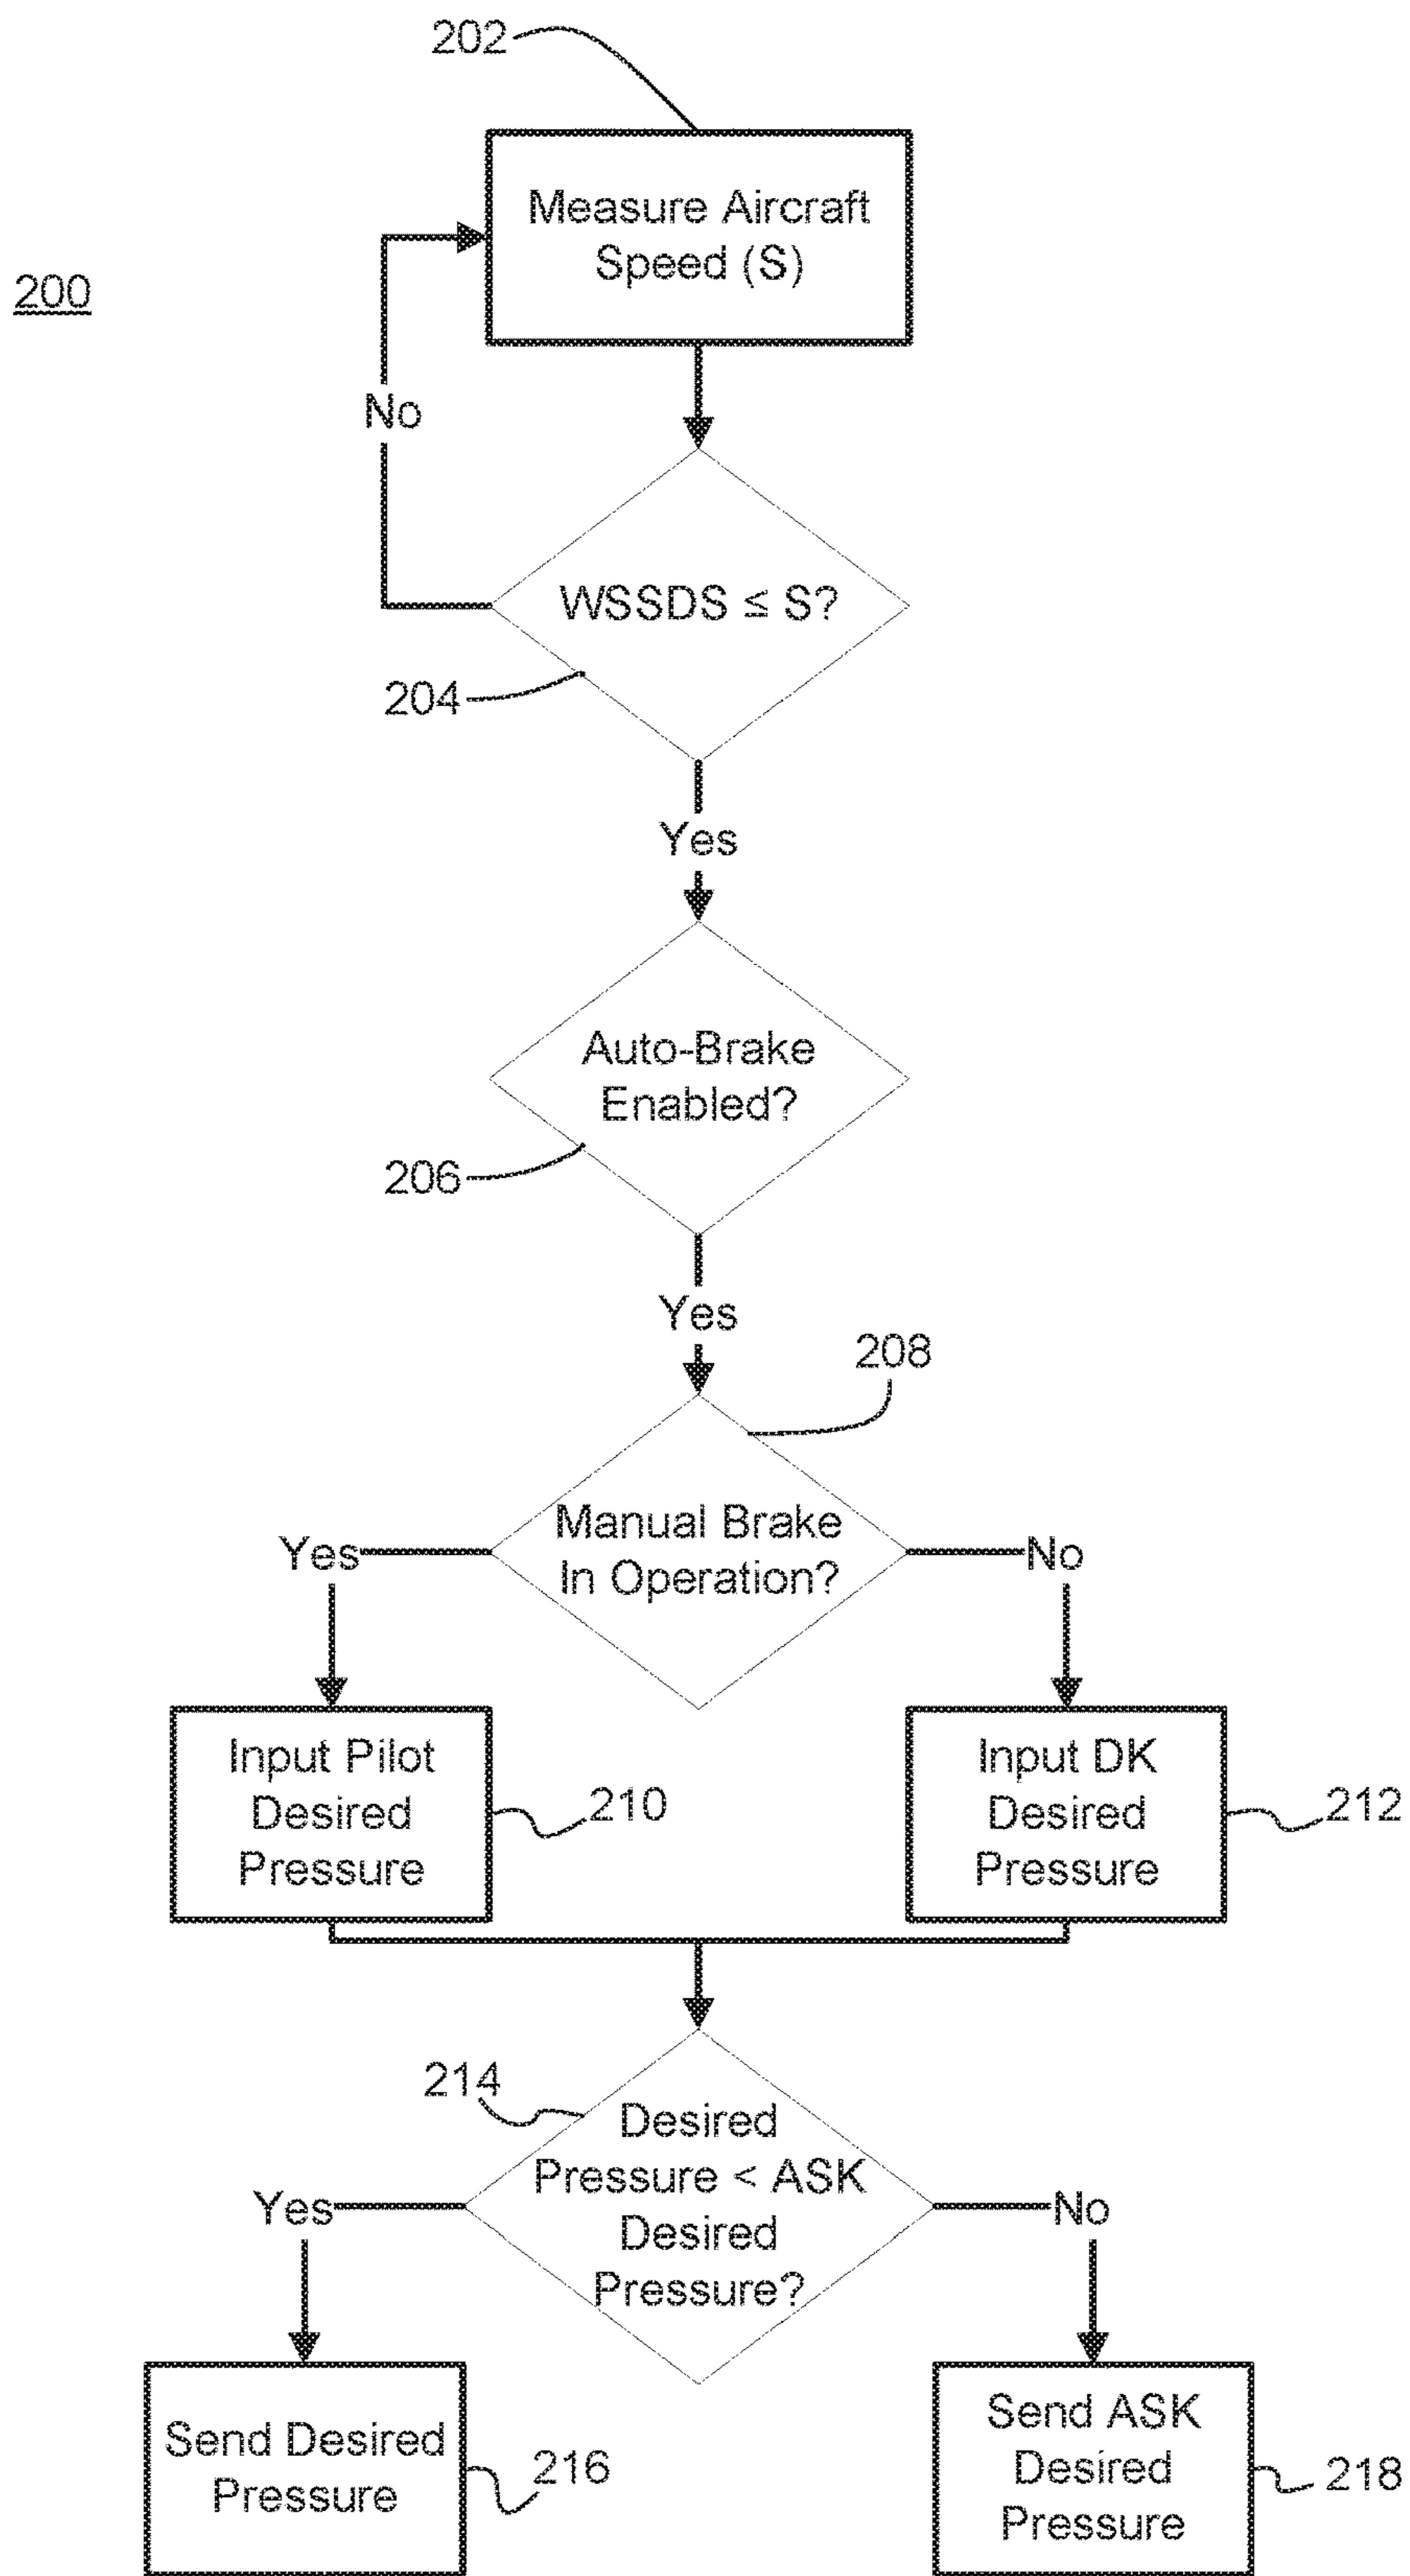 202
Measure Aircraft
Speed (S)
200
No
WSSDS ≤ S?
204
Yes
Auto-Brake
Enabled?
206
Yes
208
Manual Brake
In Operation?
Yes
No
Input Pilot
Desired
Pressure
210
Input DK
Desired
Pressure
212
214
Desired
Pressure < ASK
Desired
Pressure?
Yes
No
Send Desired
Pressure
216
Send ASK
Desired
Pressure
218